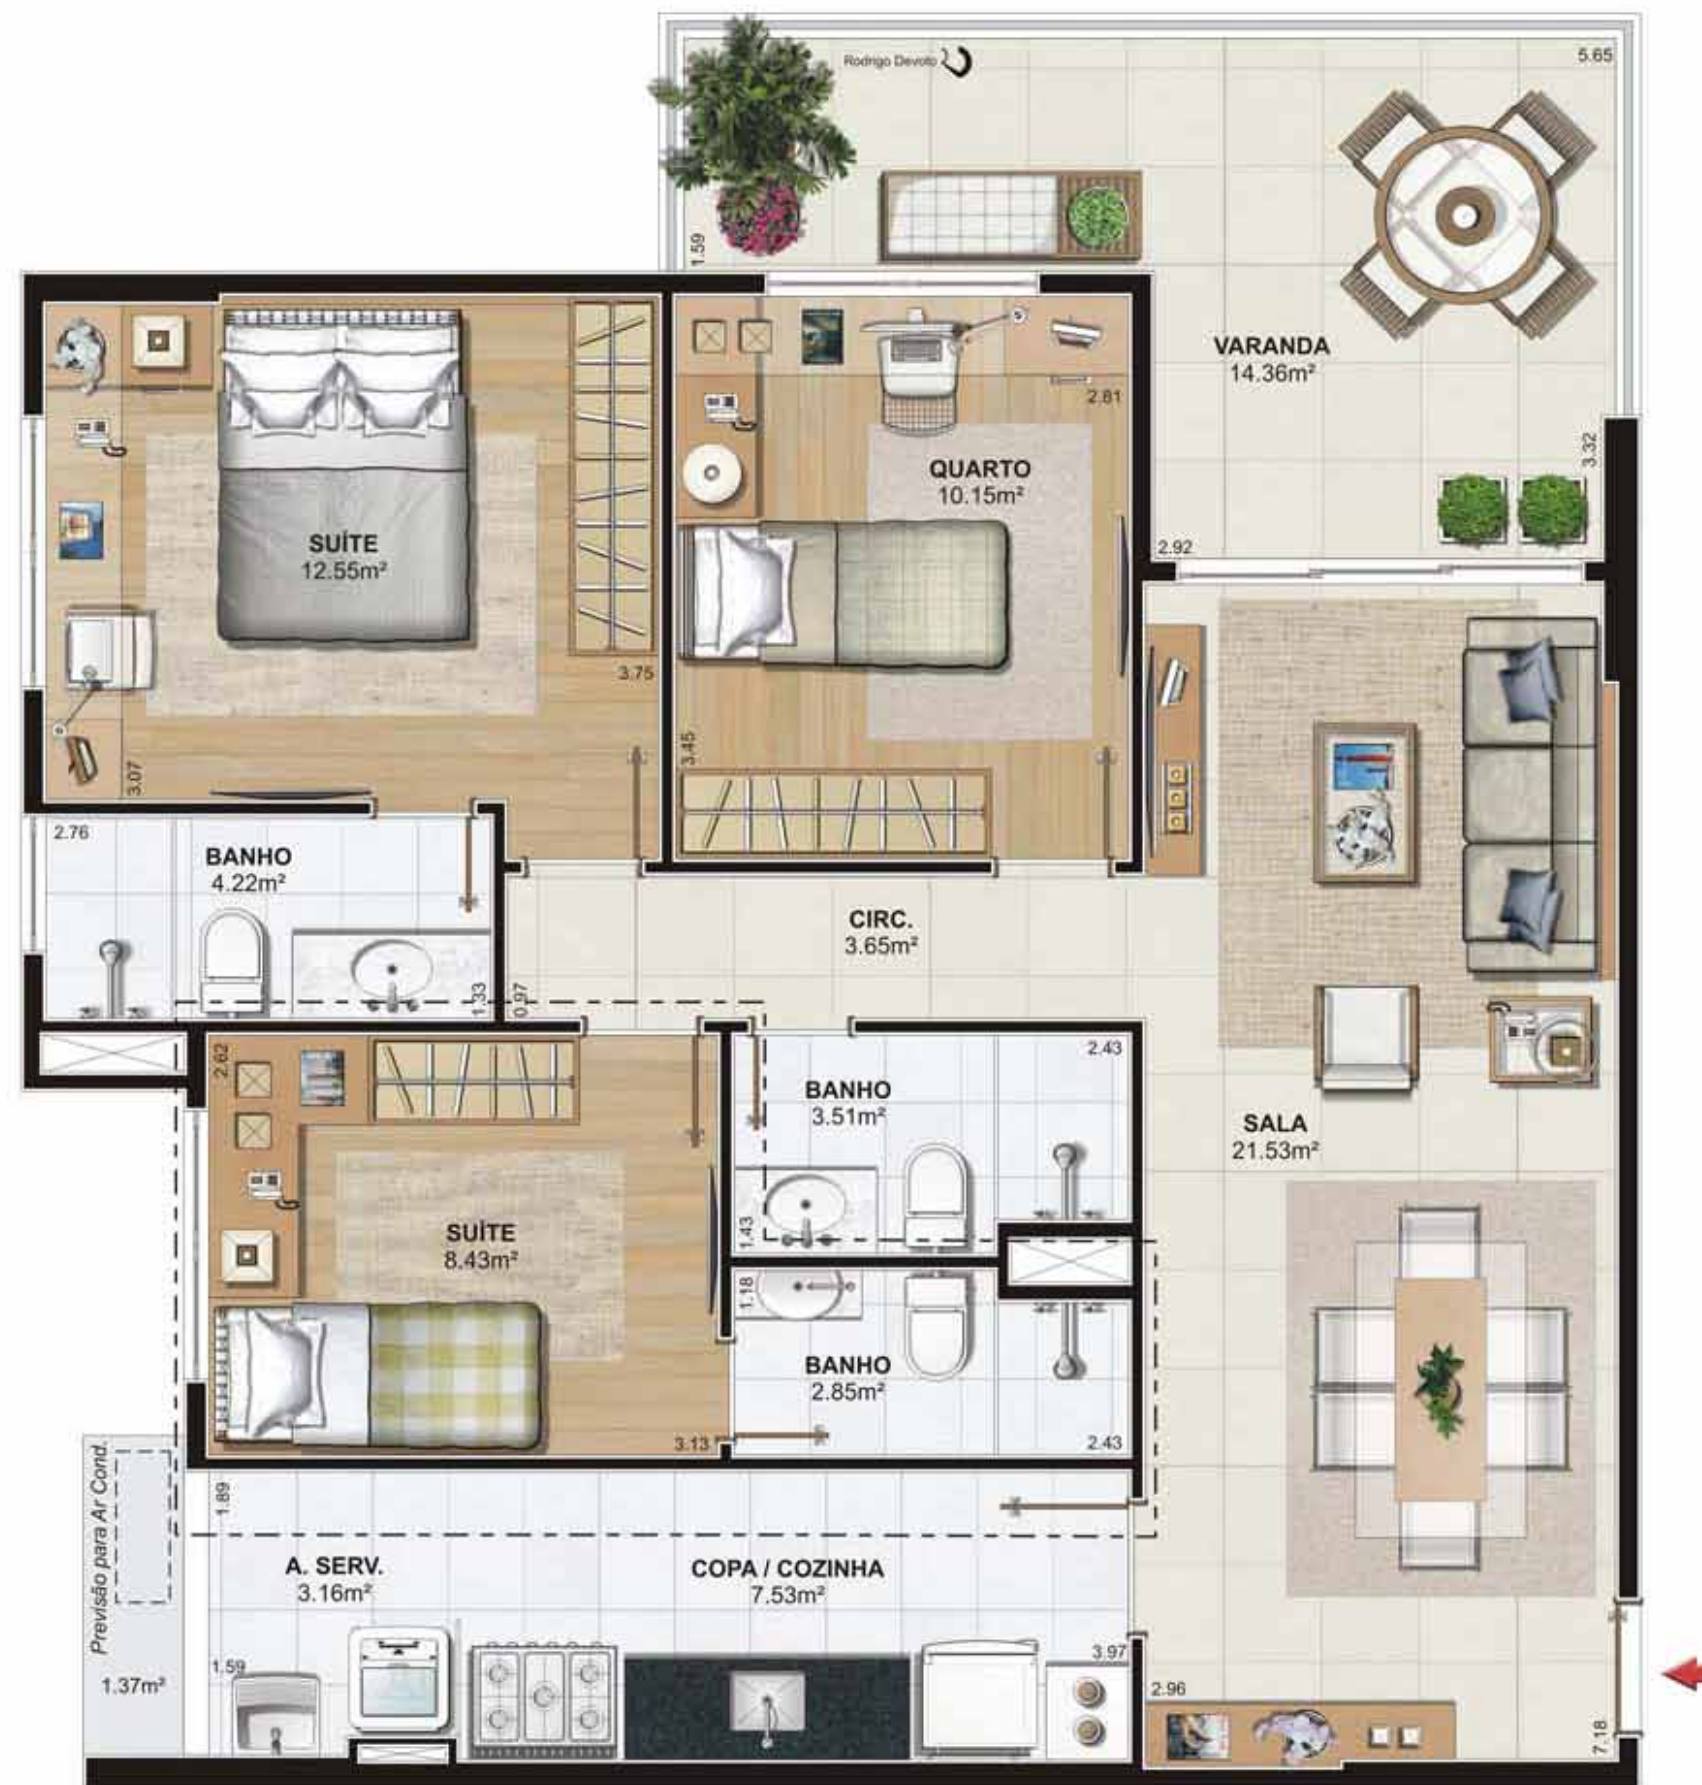 Rodrigo Devoto
5.65
1.59
VARANDA
14.36m²
2.81
QUARTO
10.15m²
3.32
SUÍTE
12.55m²
2.92
3.75
3.45
3.07
2.76
BANHO
4.22m²
CIRC.
3.65m²
1.33
0.97
2.62
2.43
BANHO
3.51m²
SALA
21.53m²
1.43
SUÍTE
8.43m²
1.18
BANHO
2.85m²
3.13
2.43
Previsão para Ar Cond.
1.37m²
1.89
A. SERV.
3.16m²
COPA / COZINHA
7.53m²
1.59
3.97
2.96
7.18